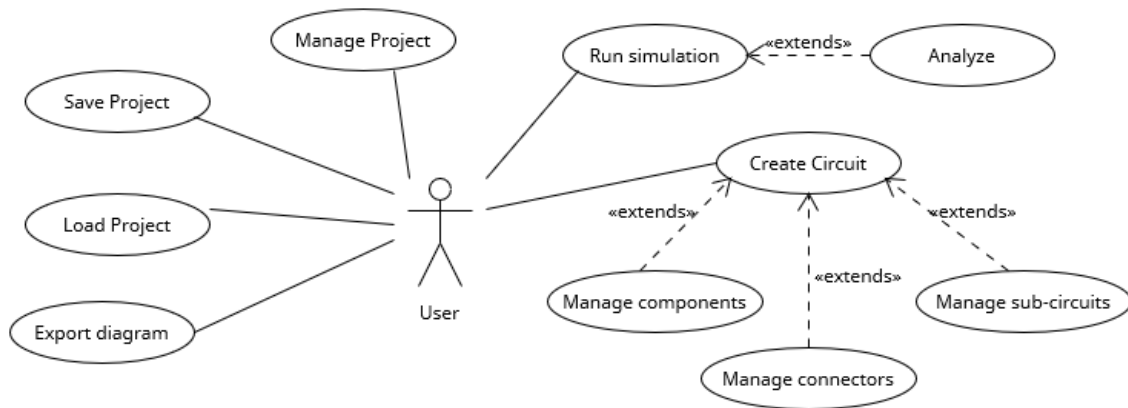 Manage Project
Run simulation
«extends»
Analyze
Save Project
Create Circuit
Load Project
«extends»
«extends»
«extends»
Manage components
Manage sub-circuits
User
Export diagram
Manage connectors